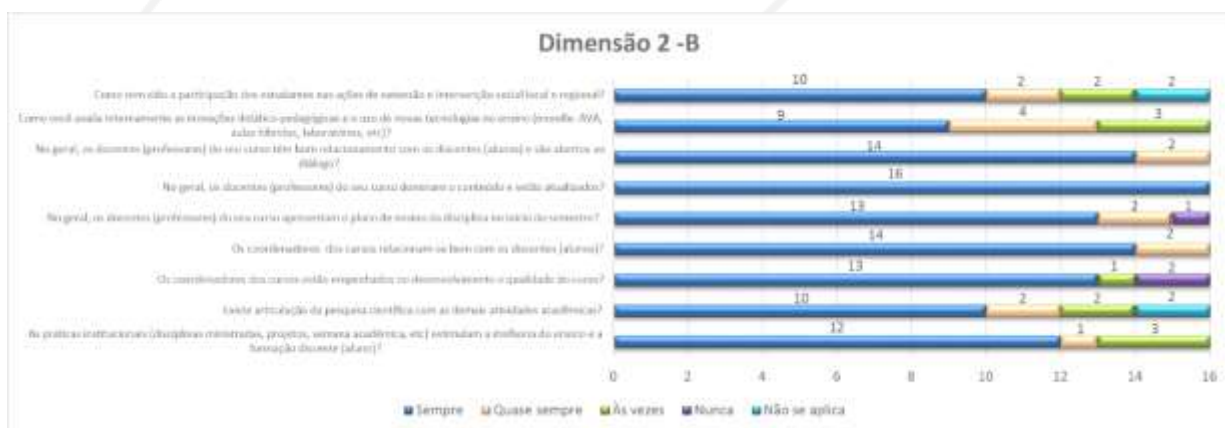 Dimensão 2 -B
Como tem sido a participação dos estudantes nas ações de extensão e intervenção social local e regional?
10 2 2 2
Como você avalia internamente as inovações didático-pedagógicas e o uso de novas tecnologias no ensino (moodle, AVA,
aulas híbridas, laboratórios, etc)?
9 4 3
No geral, os docentes (professores) do seu curso têm bom relacionamento com os discentes (alunos) e são abertos ao
diálogo?
14 2
No geral, os docentes (professores) do seu curso dominam o conteúdo e estão atualizados?
16
No geral, os docentes (professores) do seu curso apresentam o plano de ensino da disciplina no início do semestre?
13 2 1
Os coordenadores dos cursos relacionam-se bem com os discentes (alunos)?
14 2
Os coordenadores dos cursos estão empenhados no desenvolvimento e qualidade do curso?
13 1 2
Existe articulação da pesquisa científica com as demais atividades acadêmicas?
10 2 2 2
As práticas institucionais (disciplinas ministradas, projetos, semana acadêmica, etc) estimulam a melhoria do ensino e a
formação discente (aluno)?
12 1 3
0 2 4 6 8 10 12 14 16
Sempre Quase sempre Às vezes Nunca Não se aplica